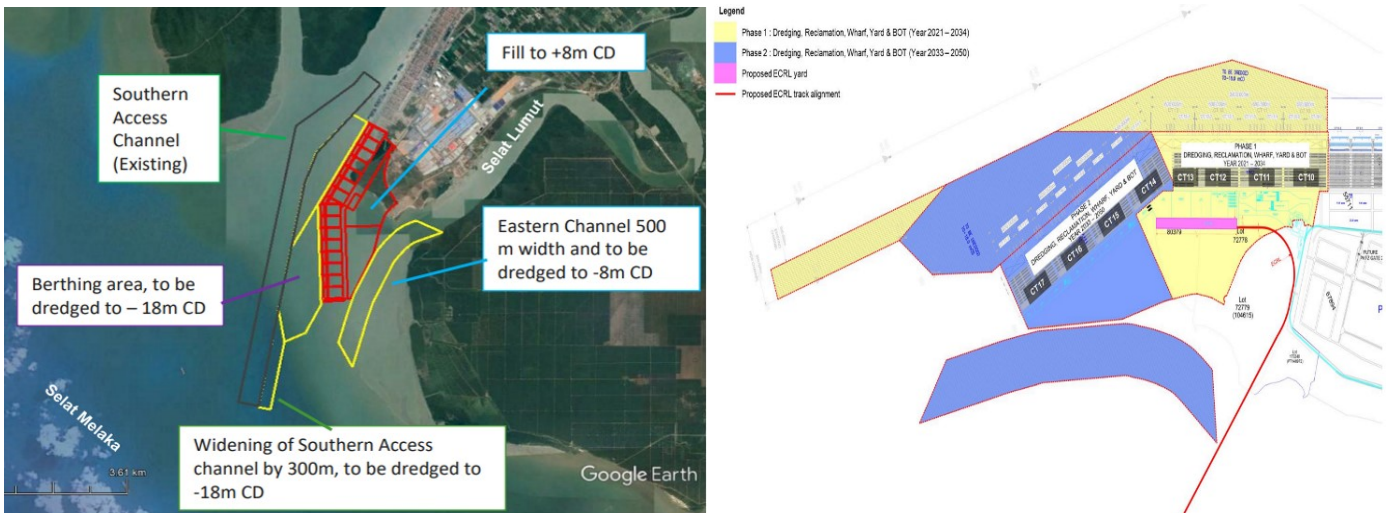 Southern
Access
Channel
(Existing)
Fill to +8m CD
Selat Lumut
Eastern Channel 500
m width and to be
dredged to -8m CD
Berthing area, to be
dredged to – 18m CD
Selat Melaka
3.61 km
Widening of Southern Access
channel by 300m, to be dredged to
-18m CD
Google Earth
Legend
Phase 1 : Dredging, Reclamation, Wharf, Yard & BOT (Year 2021 – 2034)
Phase 2 : Dredging, Reclamation, Wharf, Yard & BOT (Year 2033 – 2050)
Proposed ECRL yard
Proposed ECRL track alignment
PHASE 1
DREDGING, RECLAMATION, WHARF, YARD & BOT
YEAR 2021 - 2034
CT13
CT12
CT11
CT10
PHASE 2
DREDGING, RECLAMATION, WHARF, YARD & BOT
YEAR 2033 - 2050
CT14
CT15
CT16
CT17
80379
Lot
72778
ECRL
Lot
72779
(104615)
67894